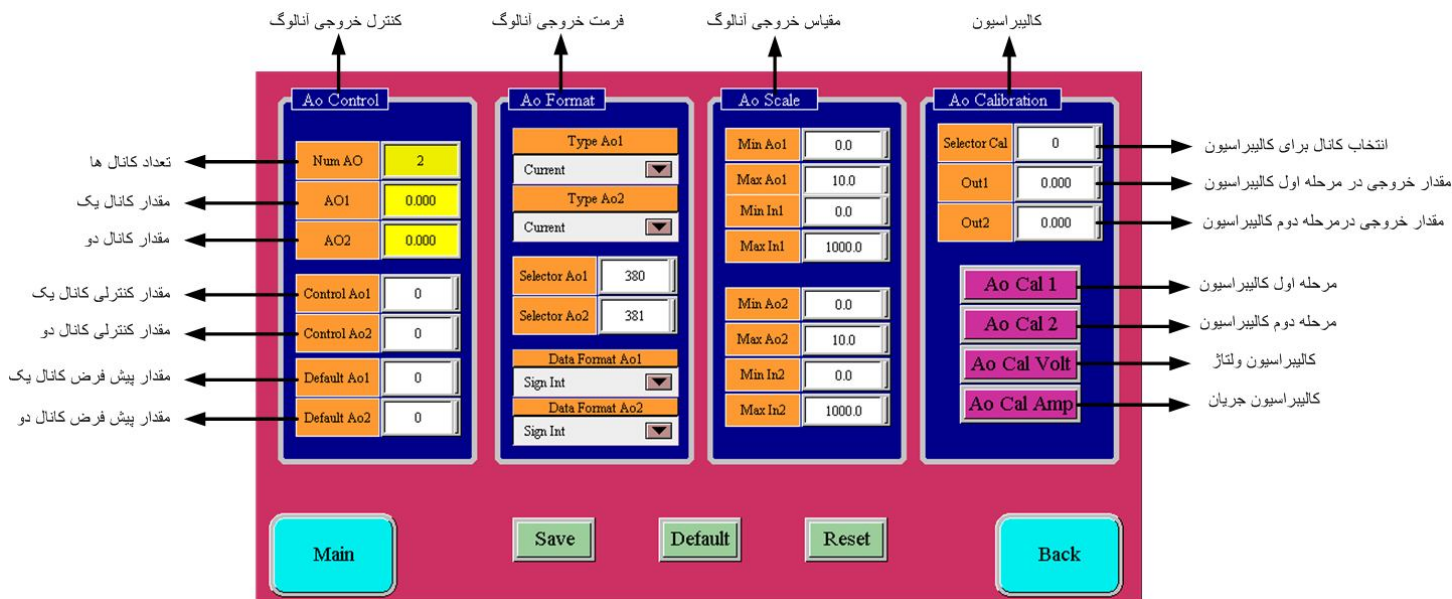 کنترل خروجی آنالوگ
فرمت خروجی آنالوگ
مقیاس خروجی آنالوگ
کالیبراسیون
Ao Control
Num AO 2
AO1 0.000
AO2 0.000
Control Ao1 0
Control Ao2 0
Default Ao1 0
Default Ao2 0
تعداد کانال ها
مقدار کانال یک
مقدار کانال دو
مقدار کنترلی کانال یک
مقدار کنترلی کانال دو
مقدار پیش فرض کانال یک
مقدار پیش فرض کانال دو
Ao Format
Type Ao1
Current
Type Ao2
Current
Selector Ao1 380
Selector Ao2 381
Data Format Ao1
Sign Int
Data Format Ao2
Sign Int
Ao Scale
Min Ao1 0.0
Max Ao1 10.0
Min In1 0.0
Max In1 1000.0
Min Ao2 0.0
Max Ao2 10.0
Min In2 0.0
Max In2 1000.0
Ao Calibration
Selector Cal 0
Out1 0.000
Out2 0.000
Ao Cal 1
Ao Cal 2
Ao Cal Volt
Ao Cal Amp
انتخاب کانال برای کالیبراسیون
مقدار خروجی در مرحله اول کالیبراسیون
مقدار خروجی درمرحله دوم کالیبراسیون
مرحله اول کالیبراسیون
مرحله دوم کالیبراسیون
کالیبراسیون ولتاژ
کالیبراسیون جریان
Main
Save
Default
Reset
Back